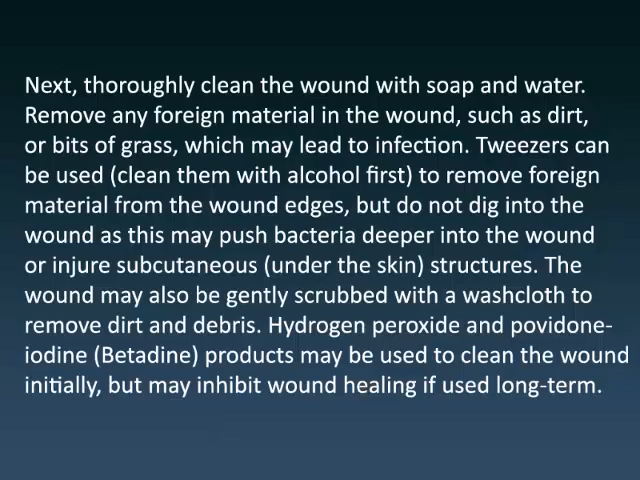 Next, thoroughly clean the wound with soap and water.
Remove any foreign material in the wound, such as dirt,
or bits of grass, which may lead to infection. Tweezers can
be used (clean them with alcohol first) to remove foreign
material from the wound edges, but do not dig into the
wound as this may push bacteria deeper into the wound
or injure subcutaneous (under the skin) structures. The
wound may also be gently scrubbed with a washcloth to
remove dirt and debris. Hydrogen peroxide and povidone-
iodine (Betadine) products may be used to clean the wound
initially, but may inhibit wound healing if used long-term.